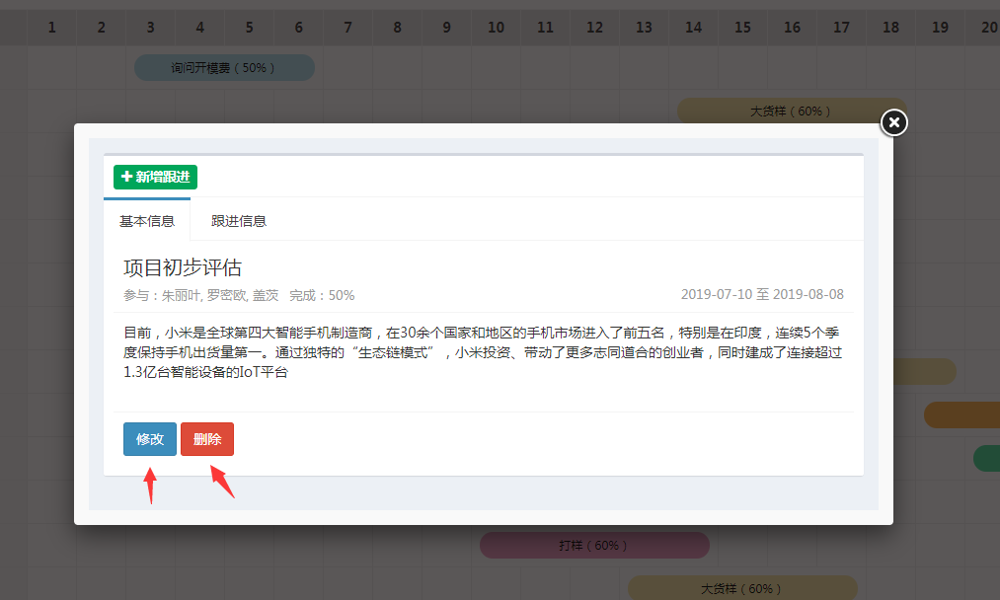 1 2 3 4 5 6 7 8 9 10 11 12 13 14 15 16 17 18 19 20
询问开模费（50%）
大货样（60%）
新增跟进
基本信息 跟进信息
项目初步评估
参与：朱丽叶, 罗密欧, 盖茨 完成：50% 2019-07-10 至 2019-08-08
目前，小米是全球第四大智能手机制造商，在30余个国家和地区的手机市场进入了前五名，特别是在印度，连续5个季
度保持手机出货量第一。通过独特的“生态链模式”，小米投资、带动了更多志同道合的创业者，同时建成了连接超过
1.3亿台智能设备的IoT平台
修改 删除
打样（60%）
大货样（60%）